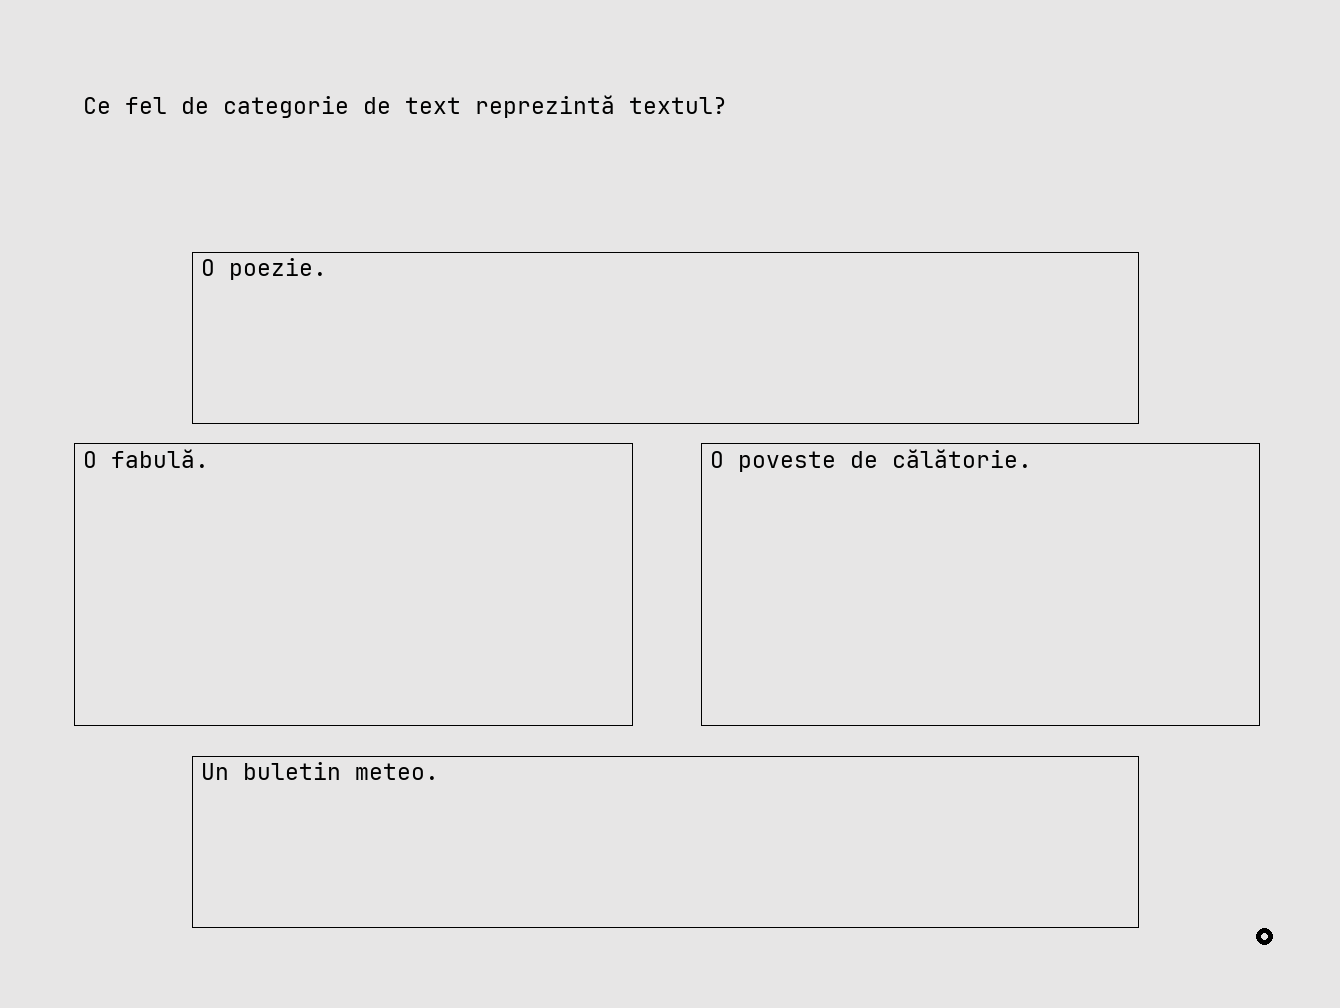 Ce fel de categorie de text reprezintă textul?
O poezie.
O fabulă.
O poveste de călătorie.
Un buletin meteo.